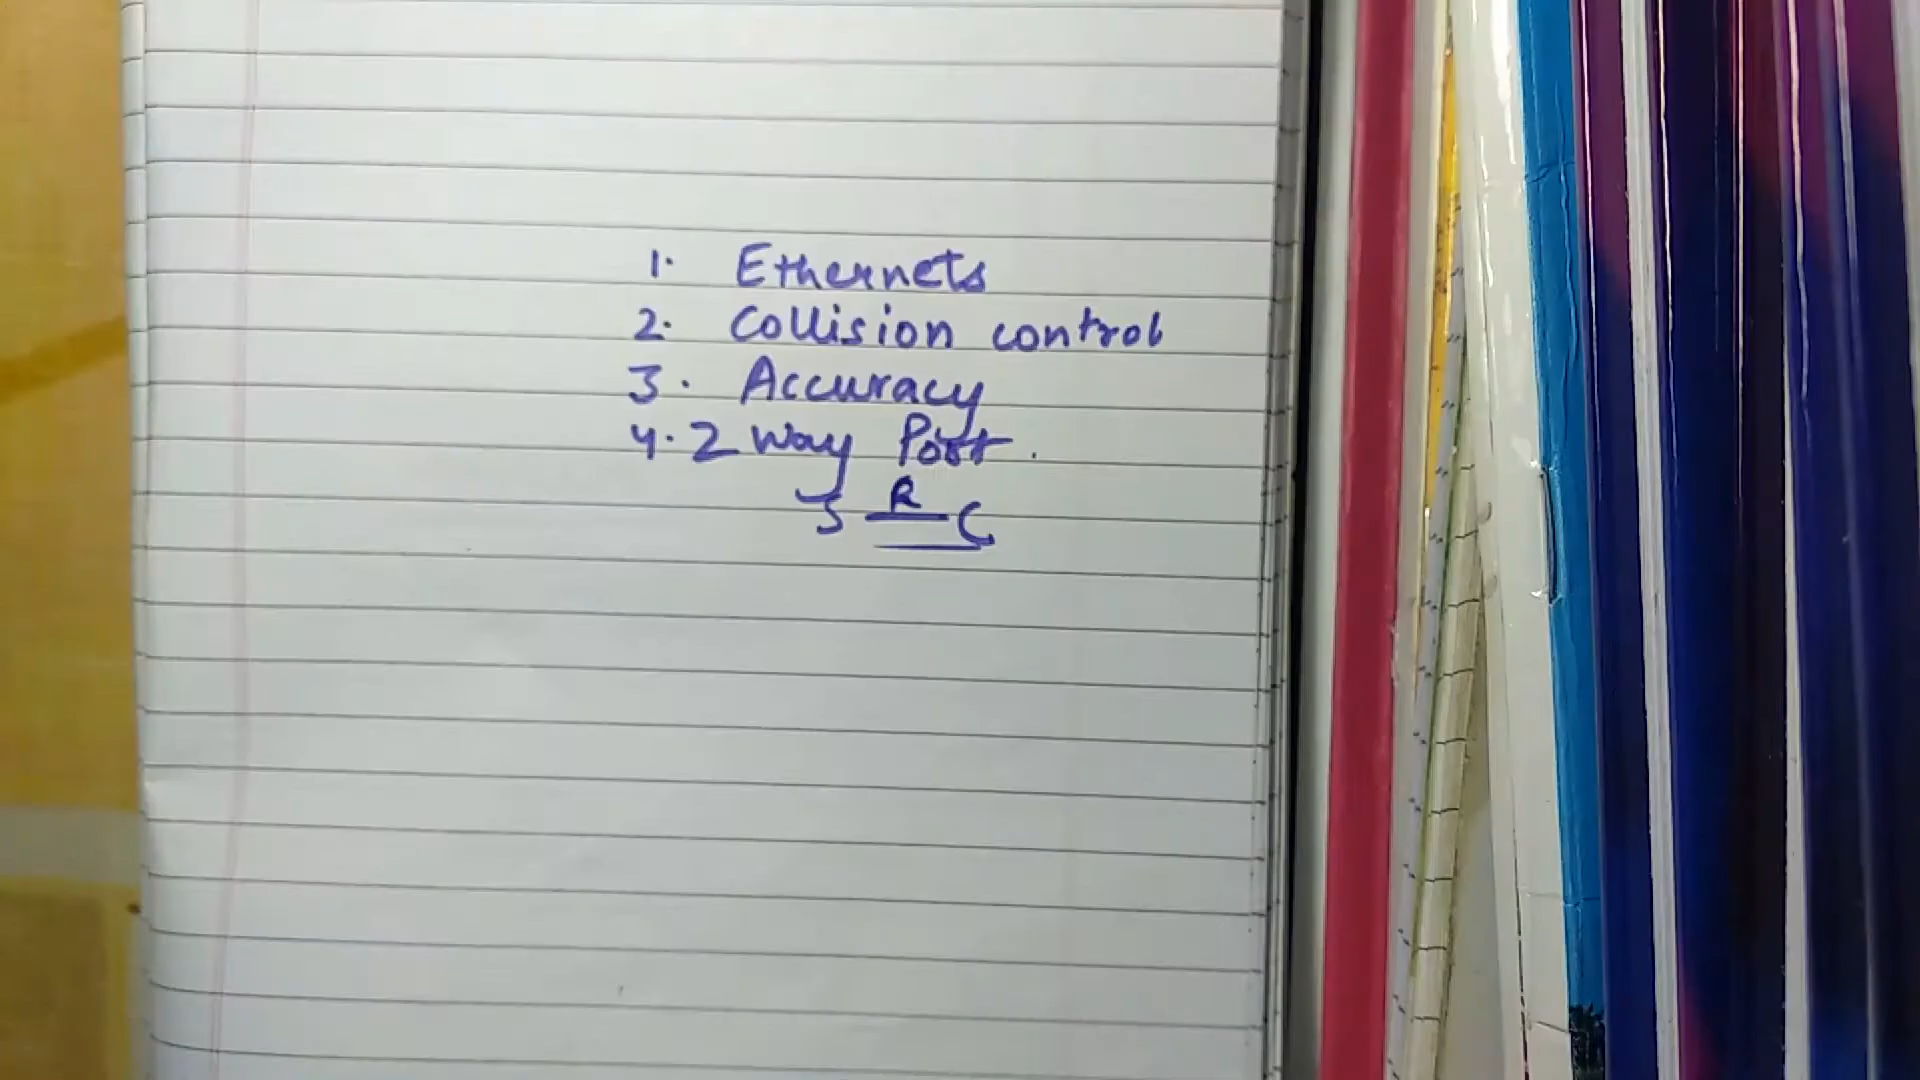 1. Ethernets
2. Collision control
3. Accuracy
4. 2 way Port.
S R C